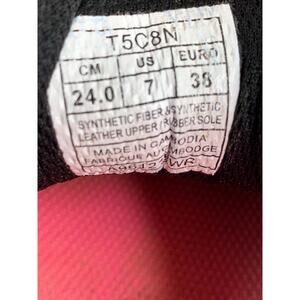 T5C8N
CM US EURO
24.0 7 38
SYNTHETIC FIBER & SYNTHETIC
LEATHER UPPER / RUBBER SOLE
MADE IN CAMBODIA
FABRIQUE AU CAMBODGE